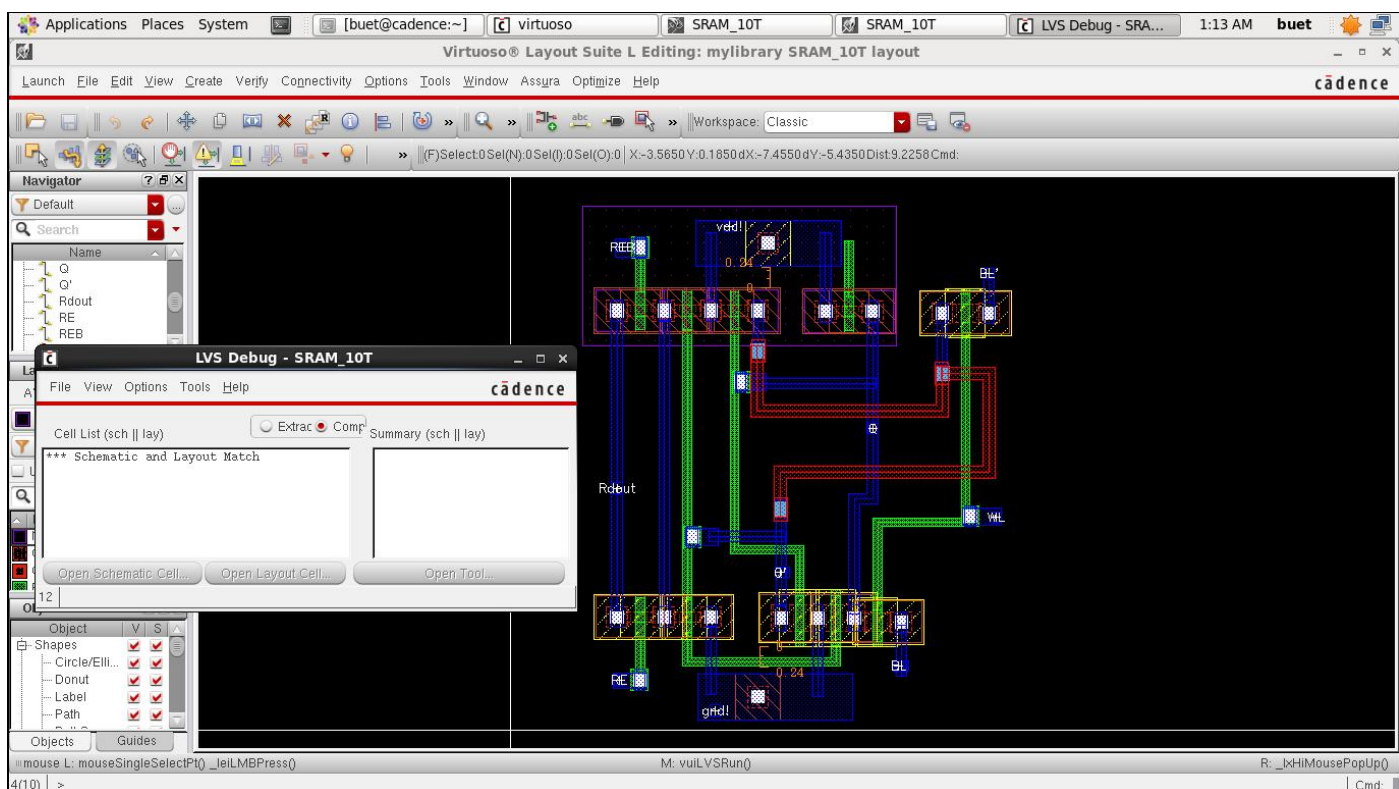 Applications Places System [buet@cadence:~] virtuoso SRAM_10T SRAM_10T LVS Debug - SRA... 1:13 AM buet
Virtuoso® Layout Suite L Editing: mylibrary SRAM_10T layout
Launch File Edit View Create Verify Connectivity Options Tools Window Assura Optimize Help cādence
» » » Workspace: Classic
» (F)Select:0 Sel(N):0 Sel(I):0 Sel(O):0 X:-3.5650 Y:0.1850 dX:-7.4550 dY:-5.4350 Dist:9.2258 Cmd:
Navigator
Default
Search
Name
Q
Q'
Rdout
RE
REB
LVS Debug - SRAM_10T
File View Options Tools Help cādence
Extrac Comp
Cell List (sch || lay) Summary (sch || lay)
*** Schematic and Layout Match
Open Schematic Cell... Open Layout Cell... Open Tool...
12
Object V S
Shapes
Circle/Elli...
Donut
Label
Path
Objects Guides
vdd!
REB
0.24
0
BL'
Q
Rdout
WL
Q'
0
0.24
BL
RE
gnd!
mouse L: mouseSingleSelectPt() _leiLMBPress() M: vuiLVSRun() R: _lxHiMousePopUp()
4(10) > Cmd: